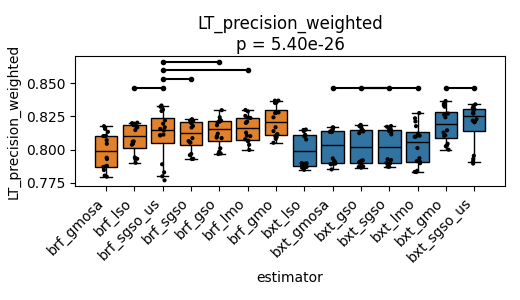 LT_precision_weighted
p = 5.40e-26
LT_precision_weighted
0.850
0.825
0.800
0.775
brf_gmosa
brf_lso
brf_sgso_us
brf_sgso
brf_gso
brf_lmo
brf_gmo
bxt_lso
bxt_gmosa
bxt_gso
bxt_sgso
bxt_lmo
bxt_gmo
bxt_sgso_us
estimator